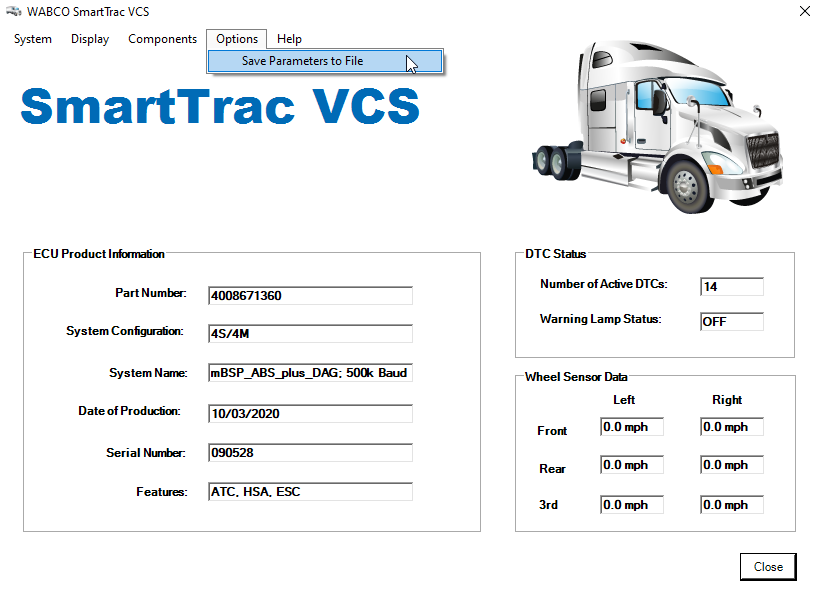 WABCO SmartTrac VCS
System Display Components Options Help
Save Parameters to File
SmartTrac VCS
ECU Product Information
Part Number: 4008671360
System Configuration: 4S/4M
System Name: mBSP_ABS_plus_DAG; 500k Baud
Date of Production: 10/03/2020
Serial Number: 090528
Features: ATC, HSA, ESC
DTC Status
Number of Active DTCs: 14
Warning Lamp Status: OFF
Wheel Sensor Data
Left Right
Front 0.0 mph 0.0 mph
Rear 0.0 mph 0.0 mph
3rd 0.0 mph 0.0 mph
Close